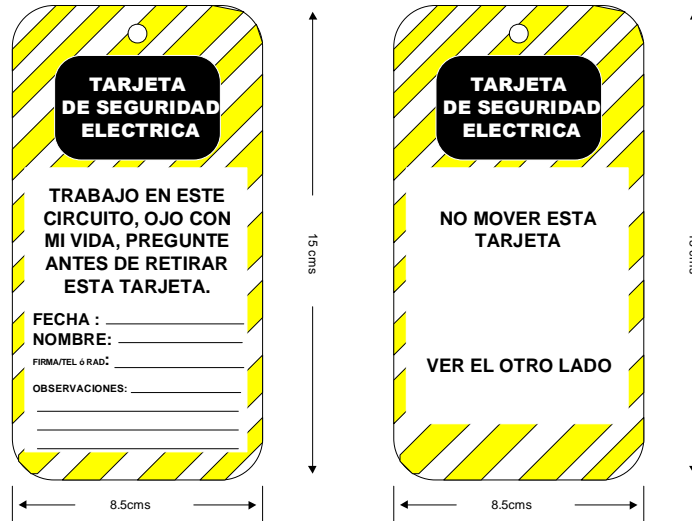 TARJETA
DE SEGURIDAD
ELECTRICA
TRABAJO EN ESTE
CIRCUITO, OJO CON
MI VIDA, PREGUNTE
ANTES DE RETIRAR
ESTA TARJETA.
FECHA :
NOMBRE:
FIRMA/TEL ó RAD:
OBSERVACIONES:
15 cms
8.5cms
TARJETA
DE SEGURIDAD
ELECTRICA
NO MOVER ESTA
TARJETA
VER EL OTRO LADO
8.5cms